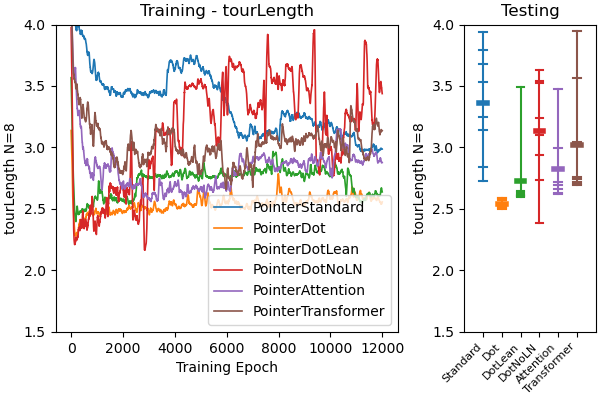 Training - tourLength
Testing
tourLength N=8
4.0
3.5
3.0
2.5
2.0
1.5
0
2000
4000
6000
8000
10000
12000
Training Epoch
PointerStandard
PointerDot
PointerDotLean
PointerDotNoLN
PointerAttention
PointerTransformer
tourLength N=8
4.0
3.5
3.0
2.5
2.0
1.5
Standard
Dot
DotLean
DotNoLN
Attention
Transformer